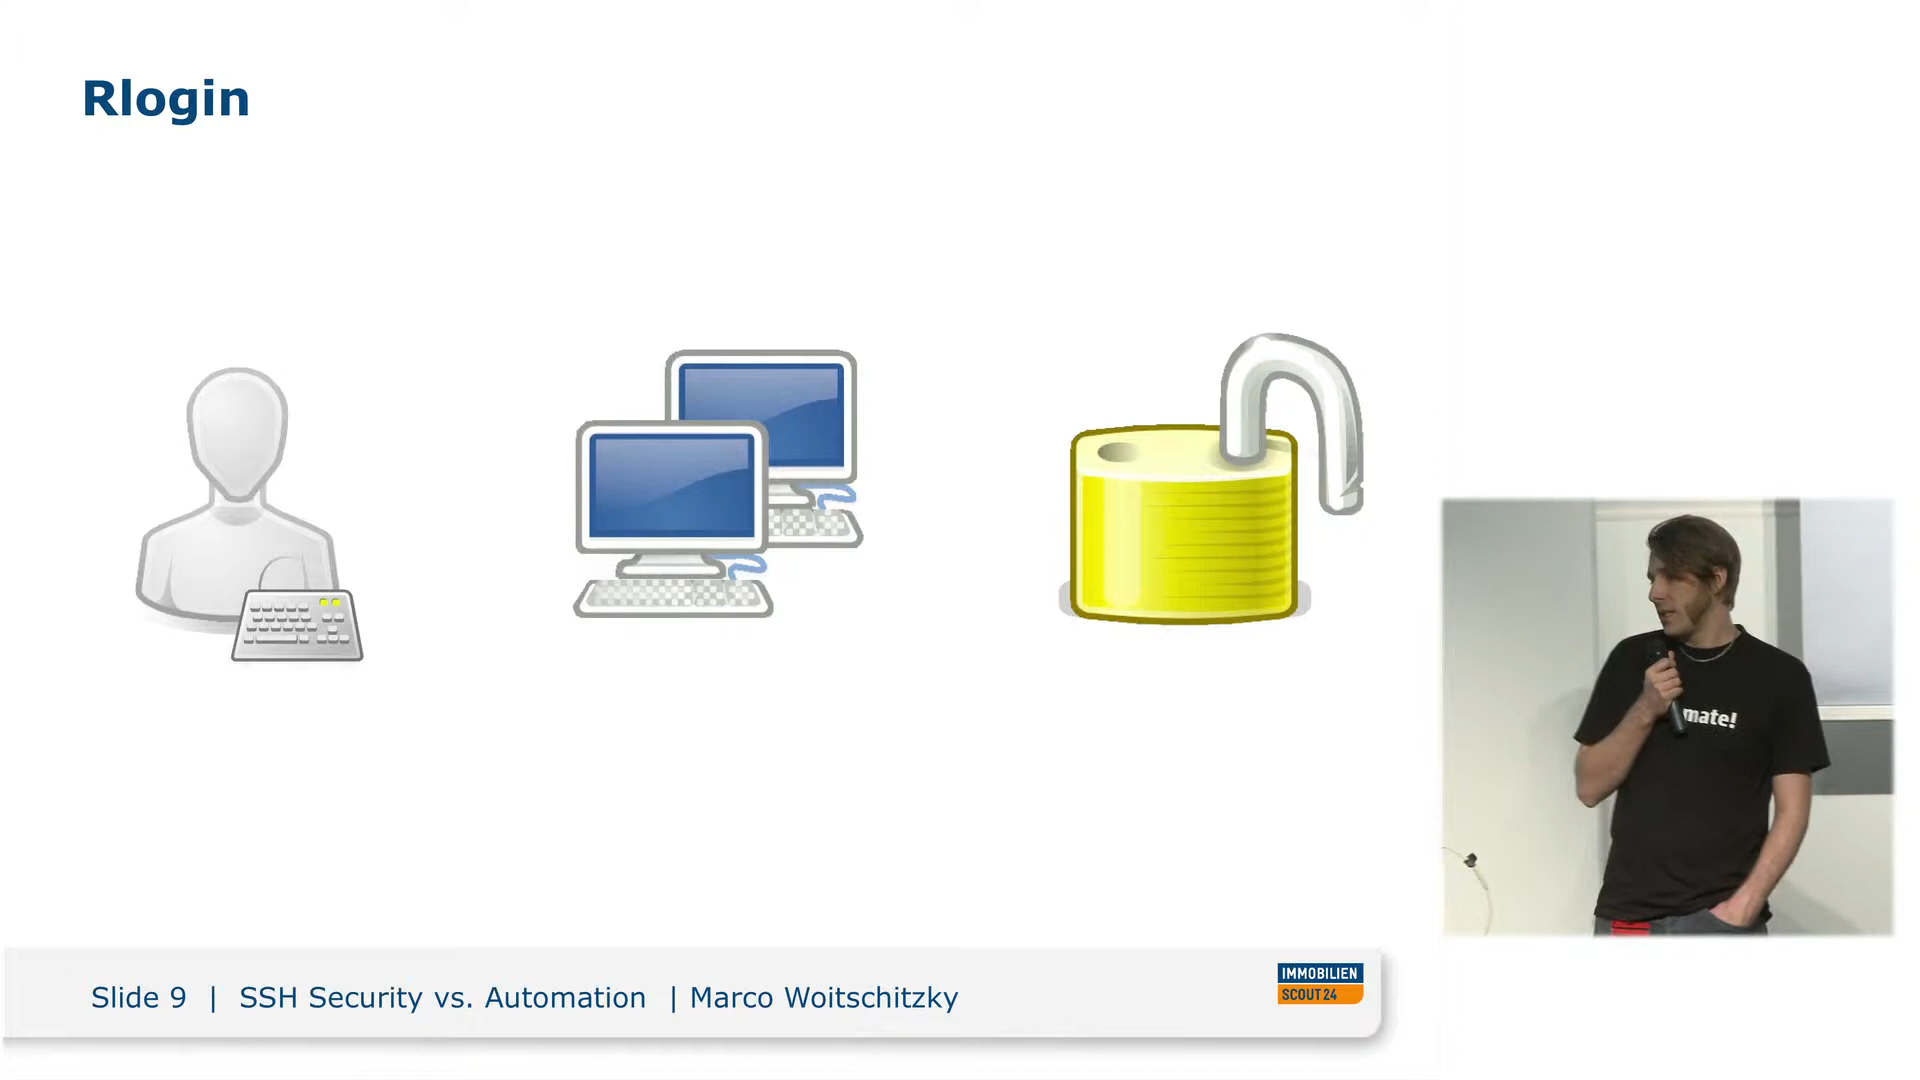 Rlogin
mate!
Slide 9 | SSH Security vs. Automation | Marco Woitschitzky
IMMOBILIEN
SCOUT24